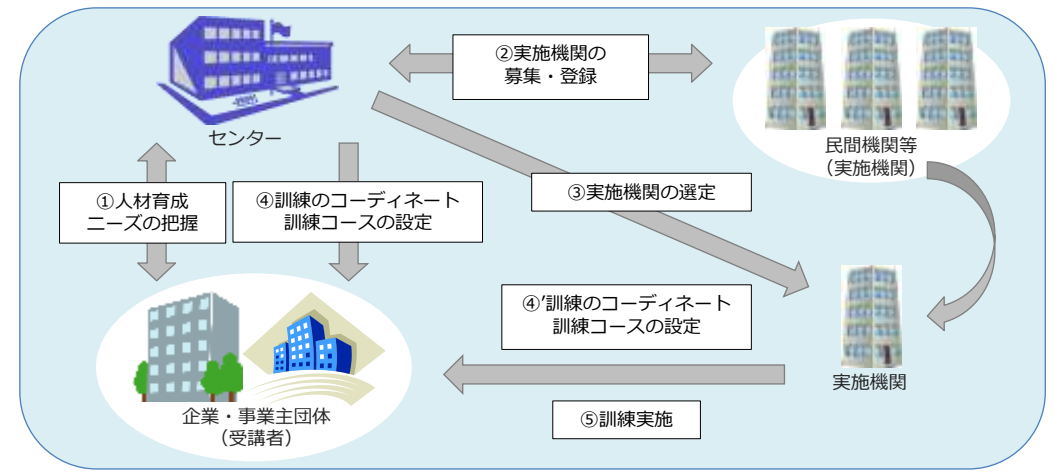 ②実施機関の
募集・登録
センター
民間機関等
（実施機関）
①人材育成
ニーズの把握
④訓練のコーディネート
訓練コースの設定
③実施機関の選定
④’訓練のコーディネート
訓練コースの設定
実施機関
企業・事業主団体
（受講者）
⑤訓練実施